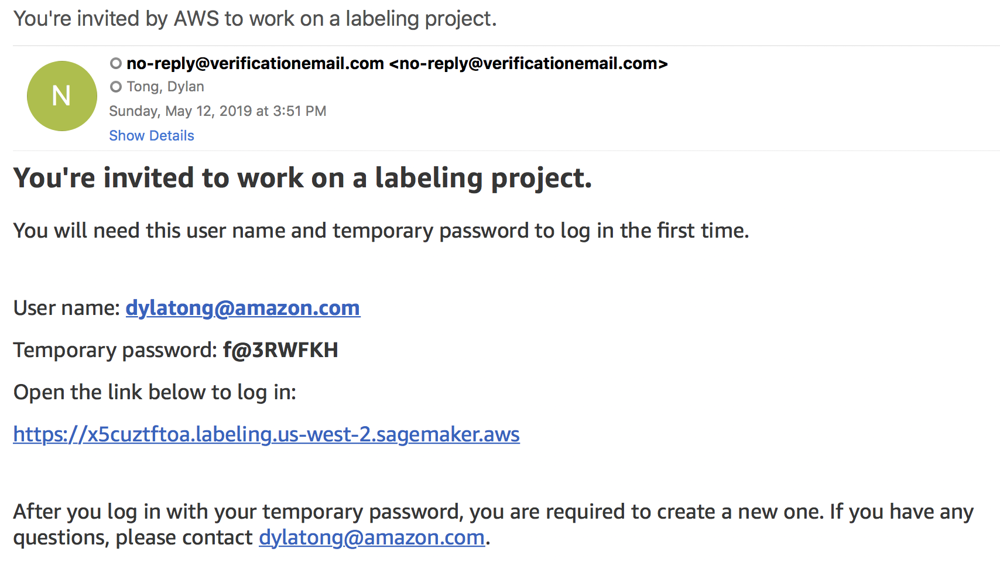 You're invited by AWS to work on a labeling project.
N
no-reply@verificationemail.com <no-reply@verificationemail.com>
Tong, Dylan
Sunday, May 12, 2019 at 3:51 PM
Show Details
You're invited to work on a labeling project.
You will need this user name and temporary password to log in the first time.
User name: dylatong@amazon.com
Temporary password: f@3RWFKH
Open the link below to log in:
https://x5cuztftoa.labeling.us-west-2.sagemaker.aws
After you log in with your temporary password, you are required to create a new one. If you have any
questions, please contact dylatong@amazon.com.